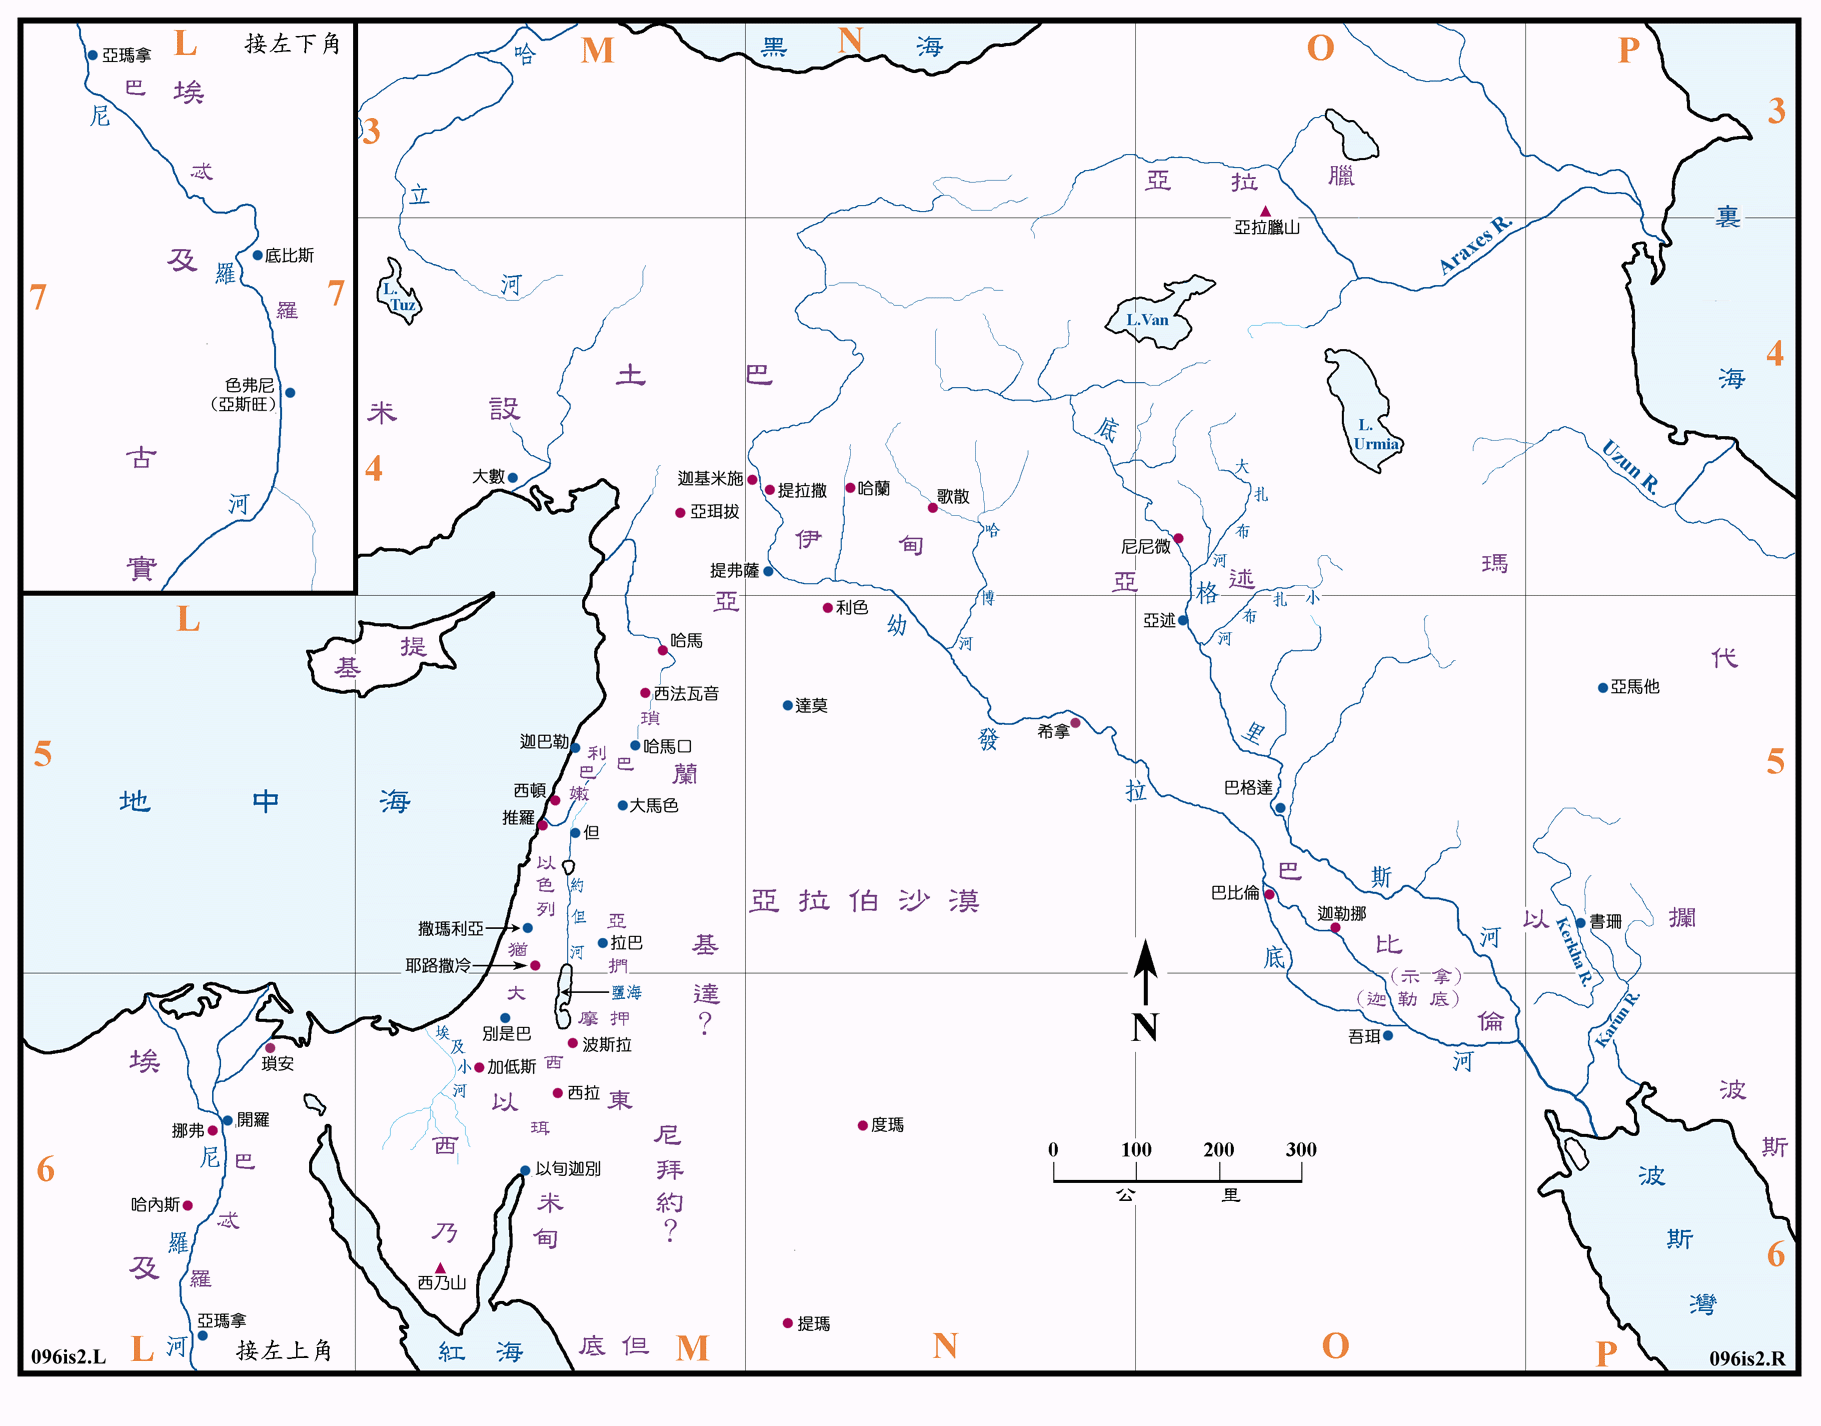 L
接左下角
亞瑪拿
巴
埃
尼
忒
及
羅
底比斯
羅
7
7
色弗尼
(亞斯旺)
古
河
實
M
N
O
P
黑
海
哈
3
3
立
亞
拉
臘
亞拉臘山
裏
海
Araxes R.
河
L.
Tuz
L.Van
4
4
L.
Urmia
土
巴
米
設
底
大數
迦基米施
提拉撒
哈蘭
歌散
亞珥拔
伊
甸
哈
博
河
大
扎
布
河
尼尼微
Uzun R.
瑪
代
提弗薩
亞
述
格
小
扎
布
河
亞
利色
幼
亞述
L
基
提
哈馬
西法瓦音
瑣
巴
達莫
亞馬他
希拿
發
里
5
5
迦巴勒
利
巴
嫩
哈馬口
蘭
西頓
大馬色
推羅
但
巴格達
拉
地
中
海
以
色
列
約
但
河
亞
捫
亞拉伯沙漠
巴
斯
巴比倫
迦勒挪
以
攔
書珊
Kerkha R.
撒瑪利亞
猶
大
拉巴
基
達
?
耶路撒冷
鹽海
比
(示拿)
(迦勒底)
倫
河
底
河
Karun R.
N
別是巴
摩押
吾珥
埃
及
小
河
波斯拉
加低斯
西
珥
西拉
以
東
埃
瑣安
開羅
挪弗
尼
巴
西
乃
度瑪
0
100
200
300
公
里
波
斯
尼
拜
約
?
6
6
以旬迦別
米
甸
哈內斯
忒
羅
及
羅
西乃山
波
斯
灣
亞瑪拿
河
提瑪
096is2.L
L
接左上角
紅
海
底但
M
N
O
P
096is2.R